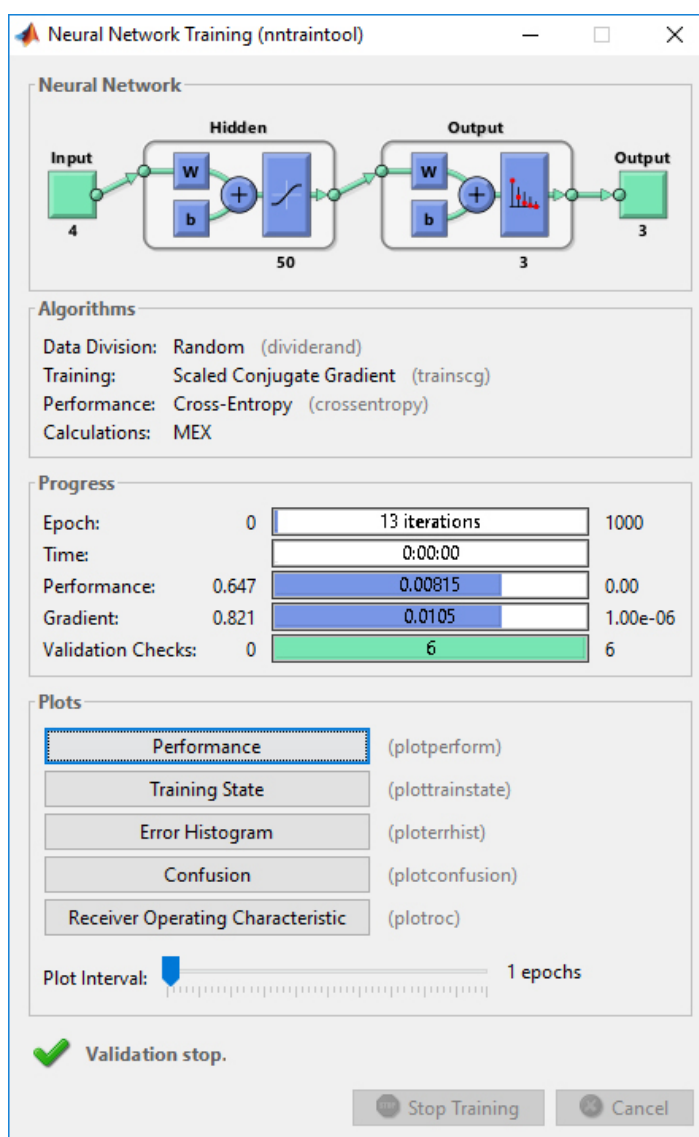 Neural Network Training (nntraintool)
Neural Network
Hidden
Output
Input
Output
W
W
b
b
4
3
50
3
Algorithms
Data Division: Random (dividerand)
Training: Scaled Conjugate Gradient (trainscg)
Performance: Cross-Entropy (crossentropy)
Calculations: MEX
Progress
Epoch: 0 13 iterations 1000
Time: 0:00:00
Performance: 0.647 0.00815 0.00
Gradient: 0.821 0.0105 1.00e-06
Validation Checks: 0 6 6
Plots
Performance (plotperform)
Training State (plottrainstate)
Error Histogram (ploterrhist)
Confusion (plotconfusion)
Receiver Operating Characteristic (plotroc)
Plot Interval: 1 epochs
Validation stop.
Stop Training Cancel